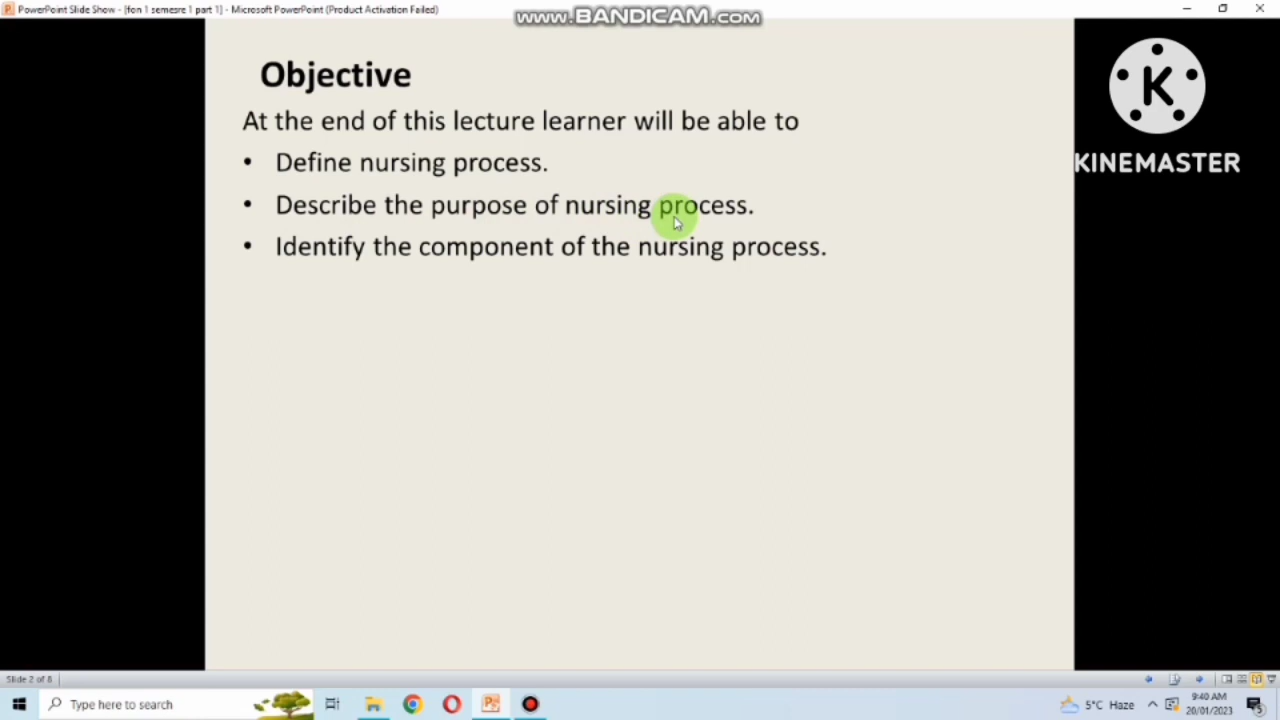 PowerPoint Slide Show - [fon 1 semesre 1 part 1] - Microsoft PowerPoint (Product Activation Failed)
www.BANDICAM.com
K
KINEMASTER
Objective
At the end of this lecture learner will be able to
• Define nursing process.
• Describe the purpose of nursing process.
• Identify the component of the nursing process.
Slide 2 of 8
Type here to search
5°C Haze
9:40 AM
20/01/2023